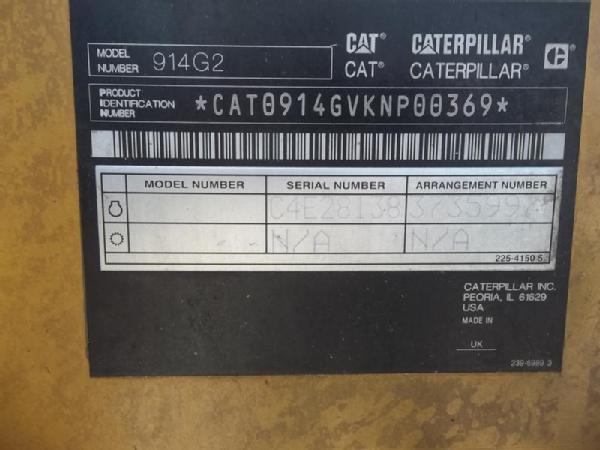 CAT CATERPILLAR
MODEL NUMBER 914G2 CAT® CATERPILLAR®
PRODUCT IDENTIFICATION NUMBER *CAT0914GVKNP00369*
MODEL NUMBER SERIAL NUMBER ARRANGEMENT NUMBER
C4E28138
N/A N/A
225-4150 5
CATERPILLAR INC.
PEORIA, IL 61629
USA
MADE IN
UK